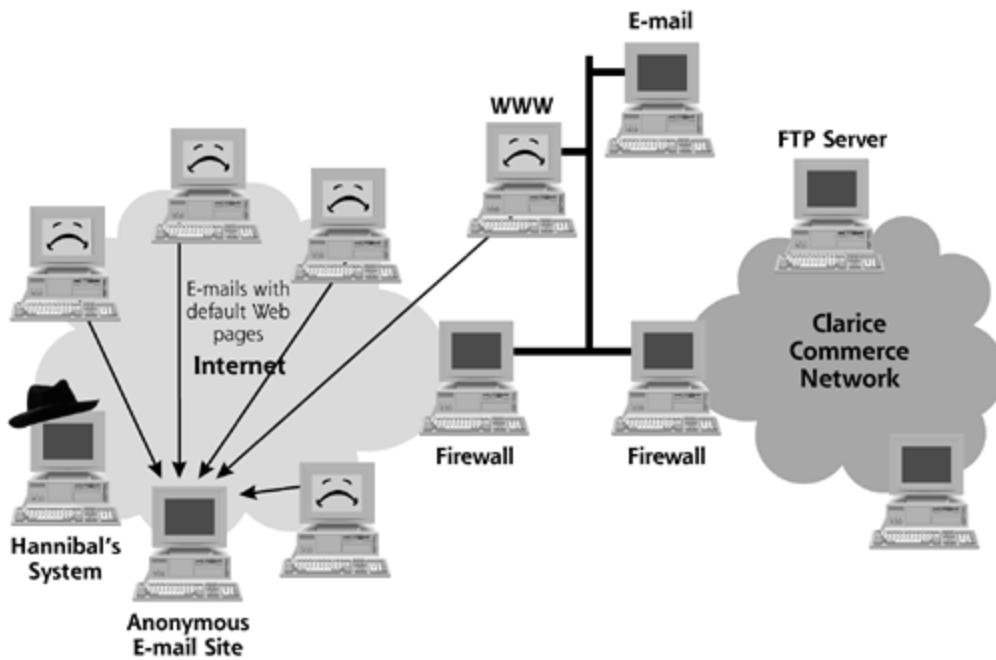 E-mail
WWW
FTP Server
E-mails with
default Web
pages
Internet
Clarice
Commerce
Network
Firewall
Firewall
Hannibal's
System
Anonymous
E-mail Site